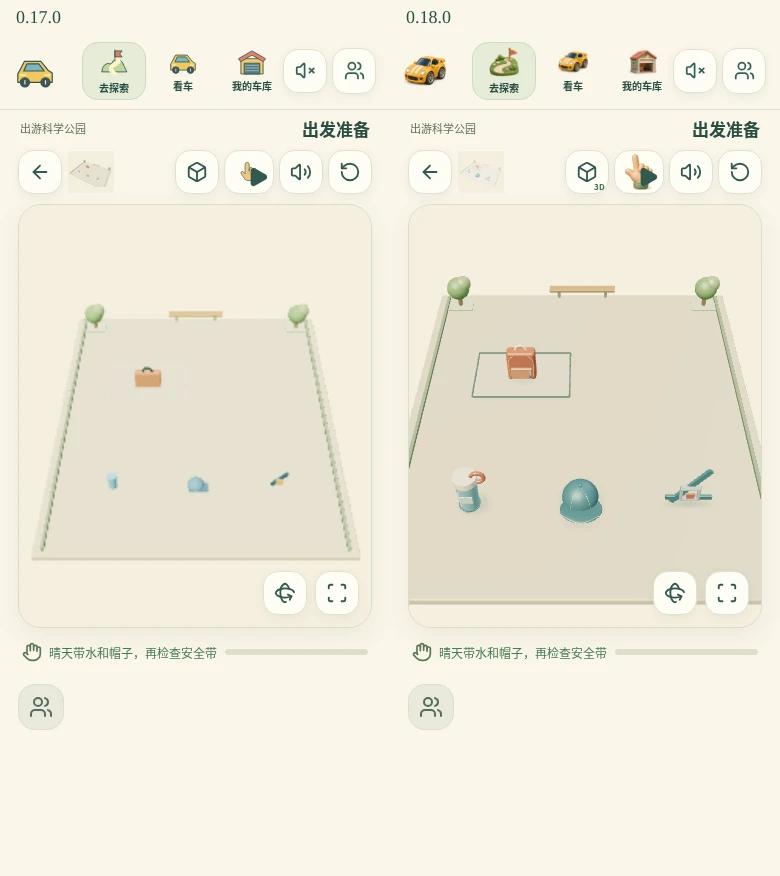 0.17.0
去探索
看车
我的车库
出游科学公园
出发准备
晴天带水和帽子，再检查安全带
0.18.0
去探索
看车
我的车库
出游科学公园
出发准备
3D
晴天带水和帽子，再检查安全带